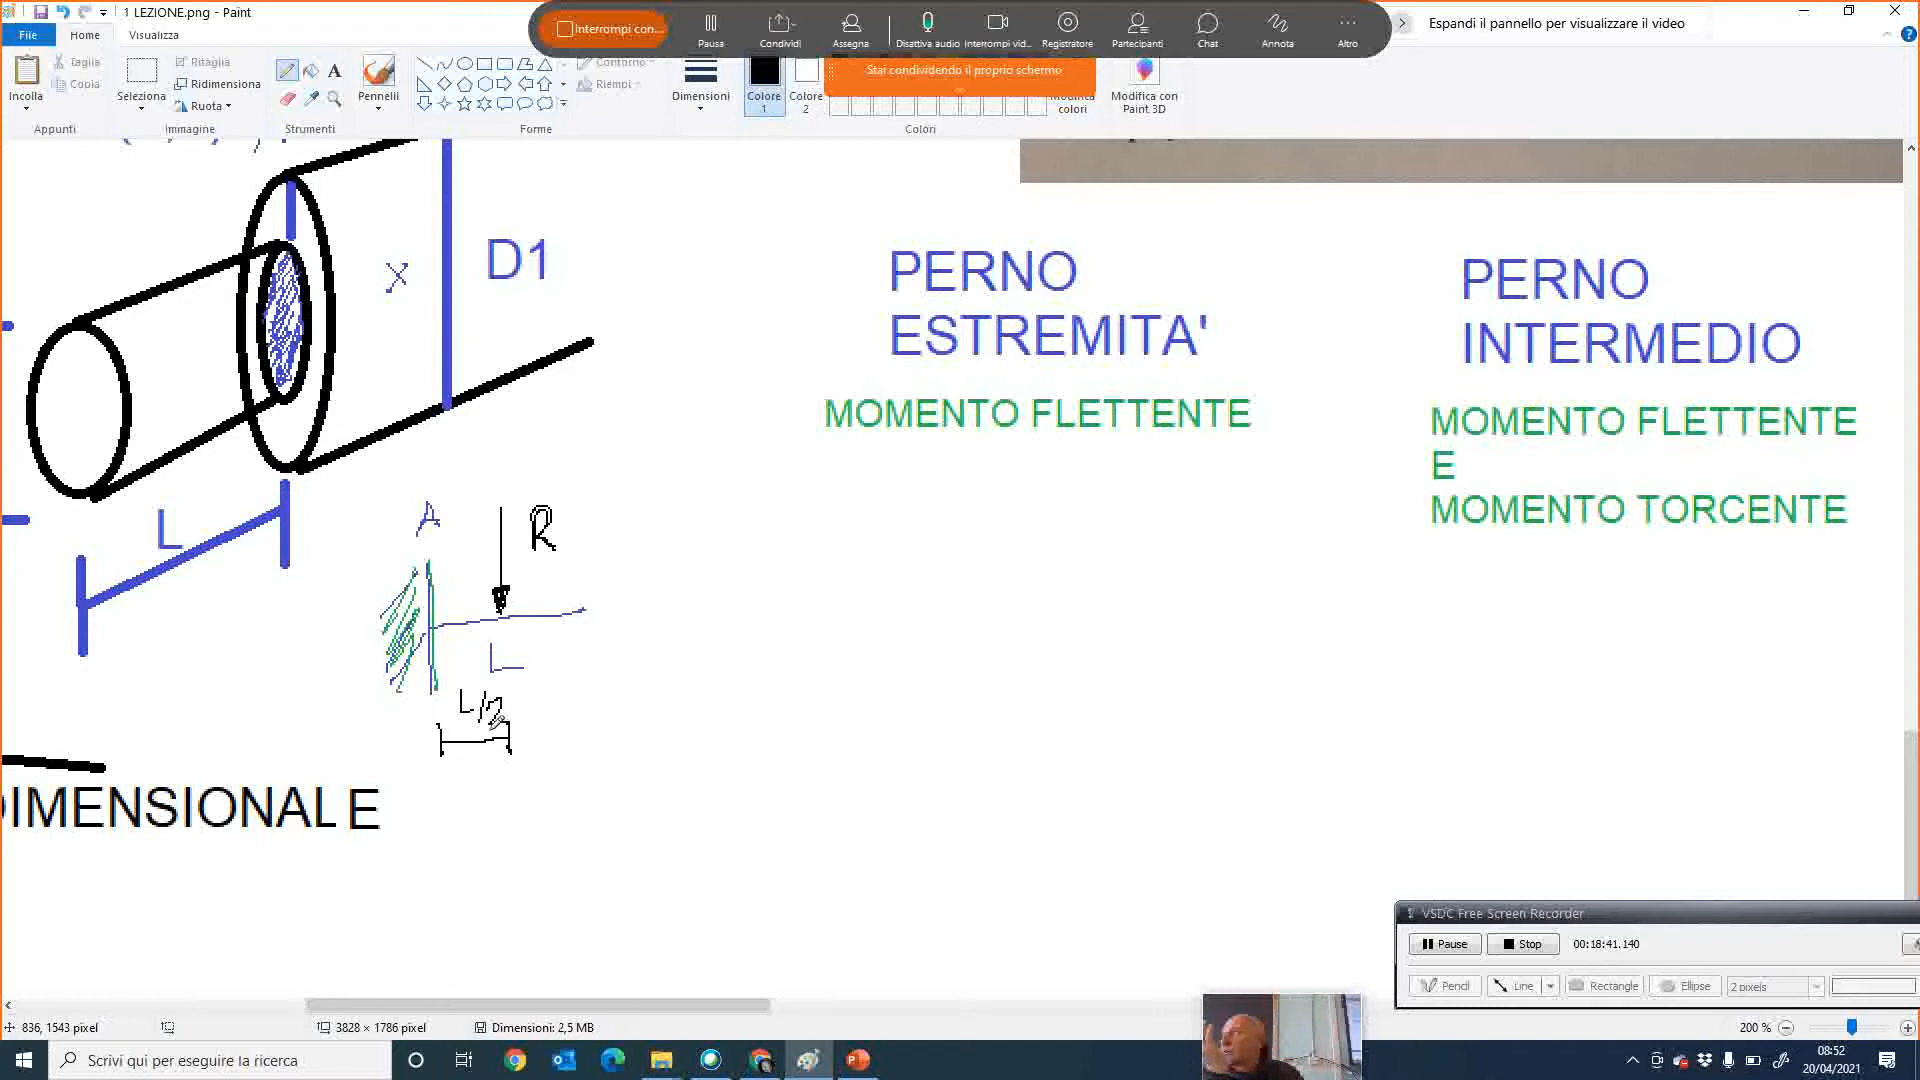 1 LEZIONE.png - Paint
File
Home
Visualizza
Incolla
Taglia
Copia
Appunti
Seleziona
Ritaglia
Ridimensiona
Ruota
Immagine
Strumenti
Pennelli
Forme
Contorno
Riempi
Dimensioni
Colore 1
Colore 2
Colori
Modifica colori
Modifica con Paint 3D
Interrompi con...
Pausa
Condividi
Assegna
Disattiva audio
Interrompi vid...
Registratore
Partecipanti
Chat
Annota
Altro
Stai condividendo il proprio schermo
Espandi il pannello per visualizzare il video
X
D1
L
A
R
L
L/2
DIMENSIONALE
PERNO
ESTREMITA'
MOMENTO FLETTENTE
PERNO
INTERMEDIO
MOMENTO FLETTENTE
E
MOMENTO TORCENTE
VSDC Free Screen Recorder
Pause
Stop
00:18:41.140
Pencil
Line
Rectangle
Ellipse
2 pixels
836, 1543 pixel
3828 × 1786 pixel
Dimensioni: 2,5 MB
200 %
Scrivi qui per eseguire la ricerca
08:52
20/04/2021